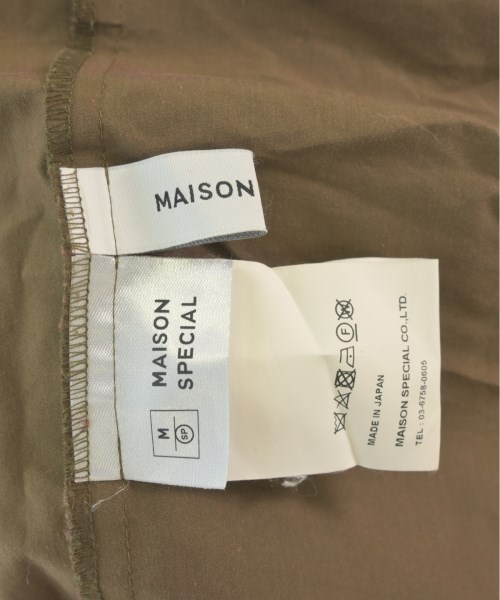 MAISON
MAISON
SPECIAL
M
SP
MADE IN JAPAN
MAISON SPECIAL CO.,LTD.
TEL : 03-6758-0605